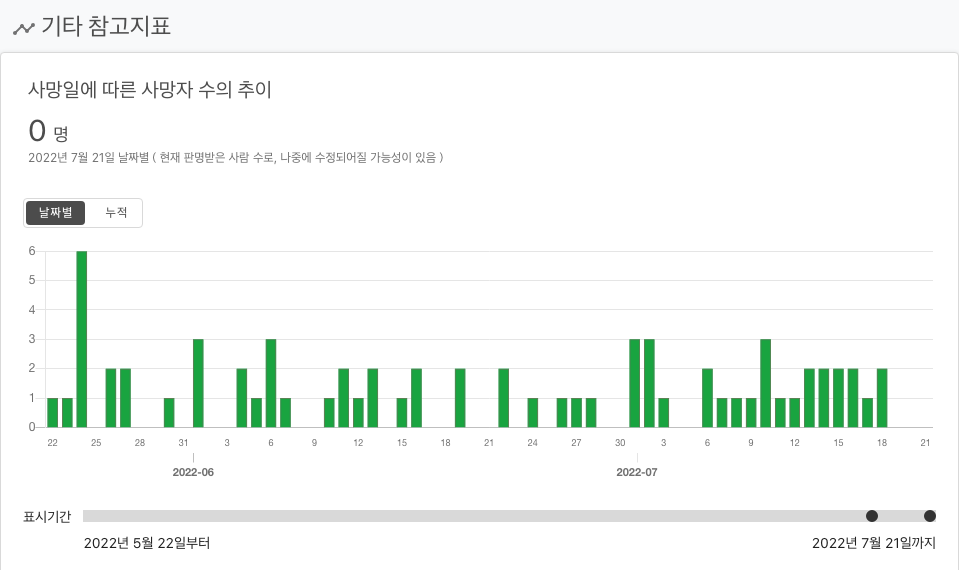 기타 참고지표
사망일에 따른 사망자 수의 추이
0 명
2022년 7월 21일 날짜별 ( 현재 판명받은 사람 수로, 나중에 수정되어질 가능성이 있음 )
날짜별 누적
6
5
4
3
2
1
0
22 25 28 31 3 6 9 12 15 18 21 24 27 30 3 6 9 12 15 18 21
2022-06 2022-07
표시기간
2022년 5월 22일부터 2022년 7월 21일까지